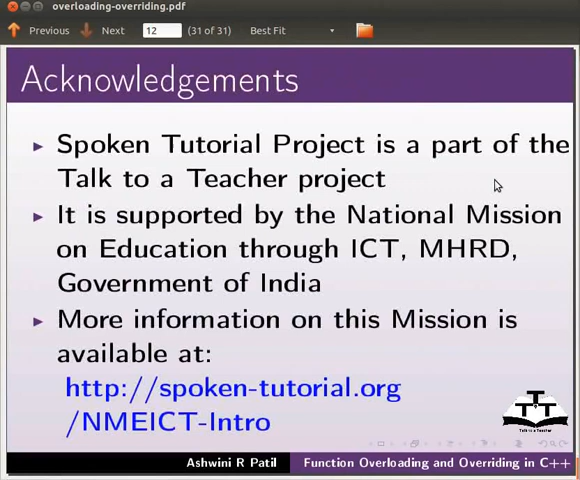 overloading-overriding.pdf
Previous Next 12 (31 of 31) Best Fit
Acknowledgements
Spoken Tutorial Project is a part of the
Talk to a Teacher project
It is supported by the National Mission
on Education through ICT, MHRD,
Government of India
More information on this Mission is
available at:
http://spoken-tutorial.org
/NMEICT-Intro
Talk to a Teacher
Ashwini R Patil Function Overloading and Overriding in C++